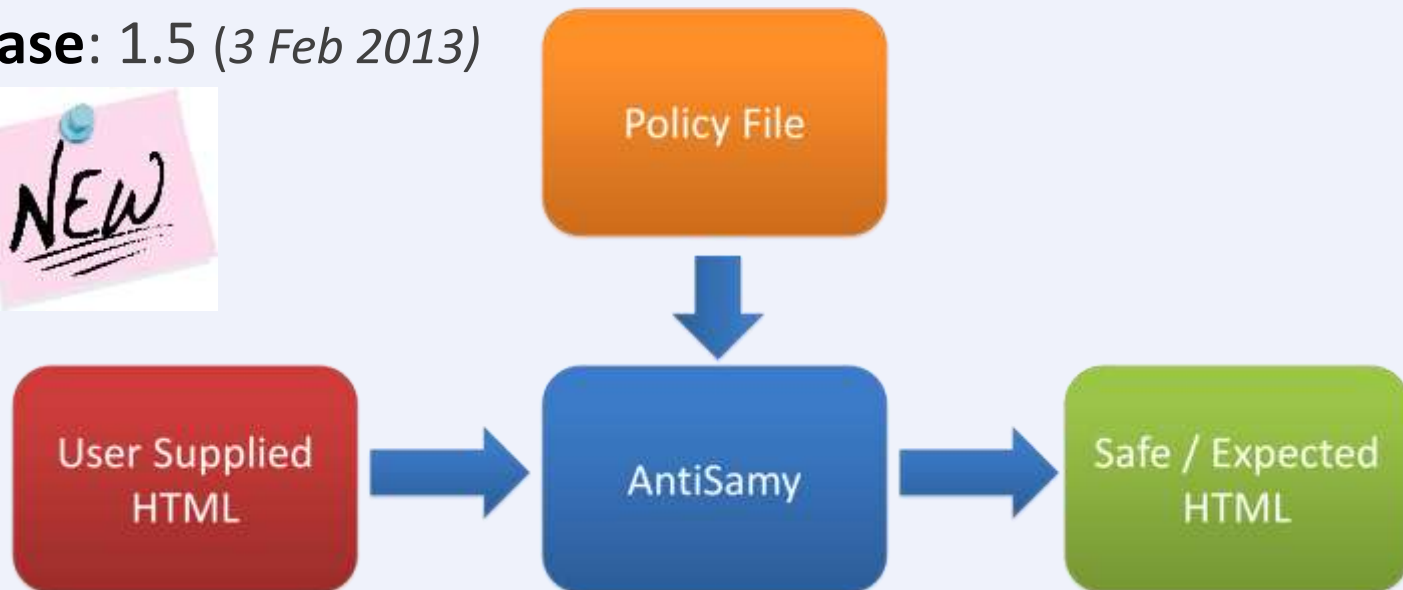 ase: 1.5 (3 Feb 2013)
NEW
Policy File
User Supplied
HTML
AntiSamy
Safe / Expected
HTML